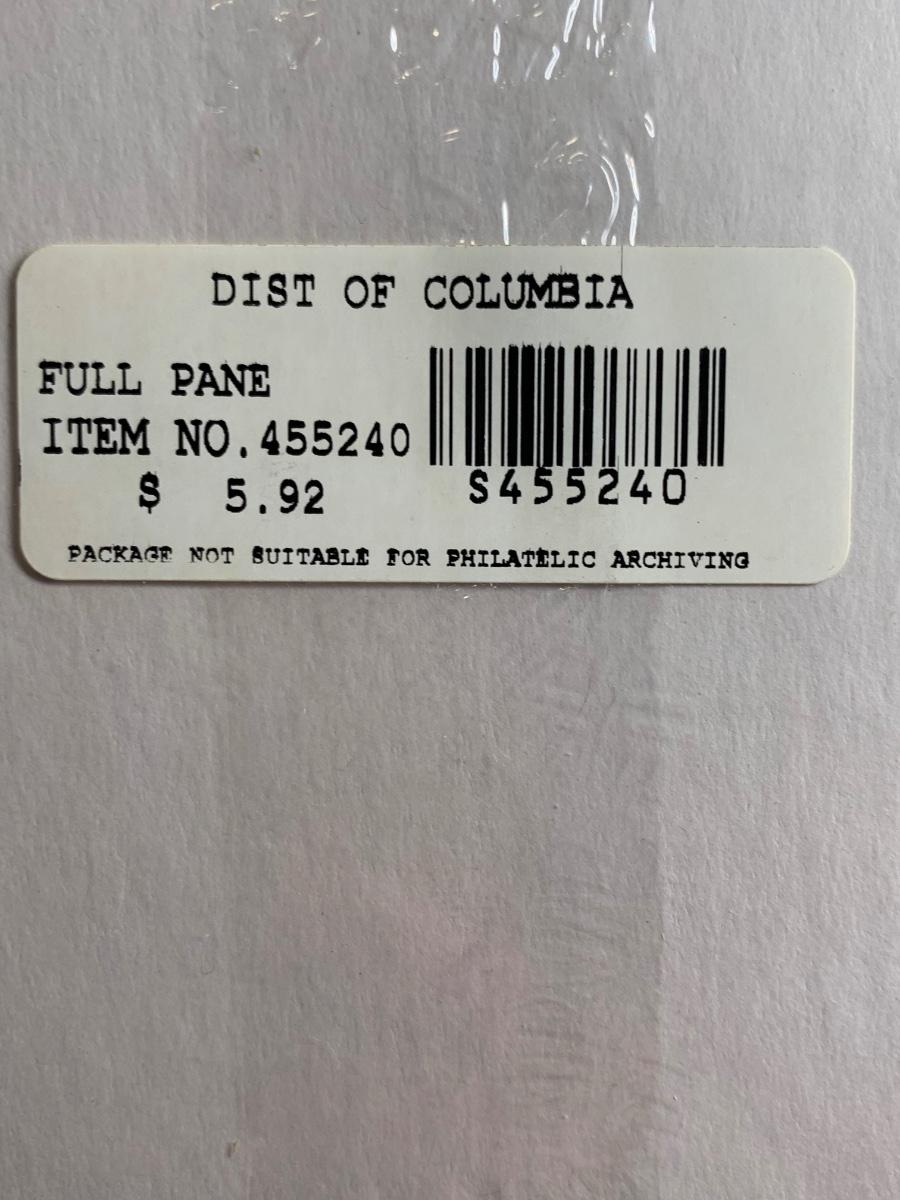 DIST OF COLUMBIA
FULL PANE
ITEM NO.455240
$ 5.92
S455240
PACKAGE NOT SUITABLE FOR PHILATELIC ARCHIVING